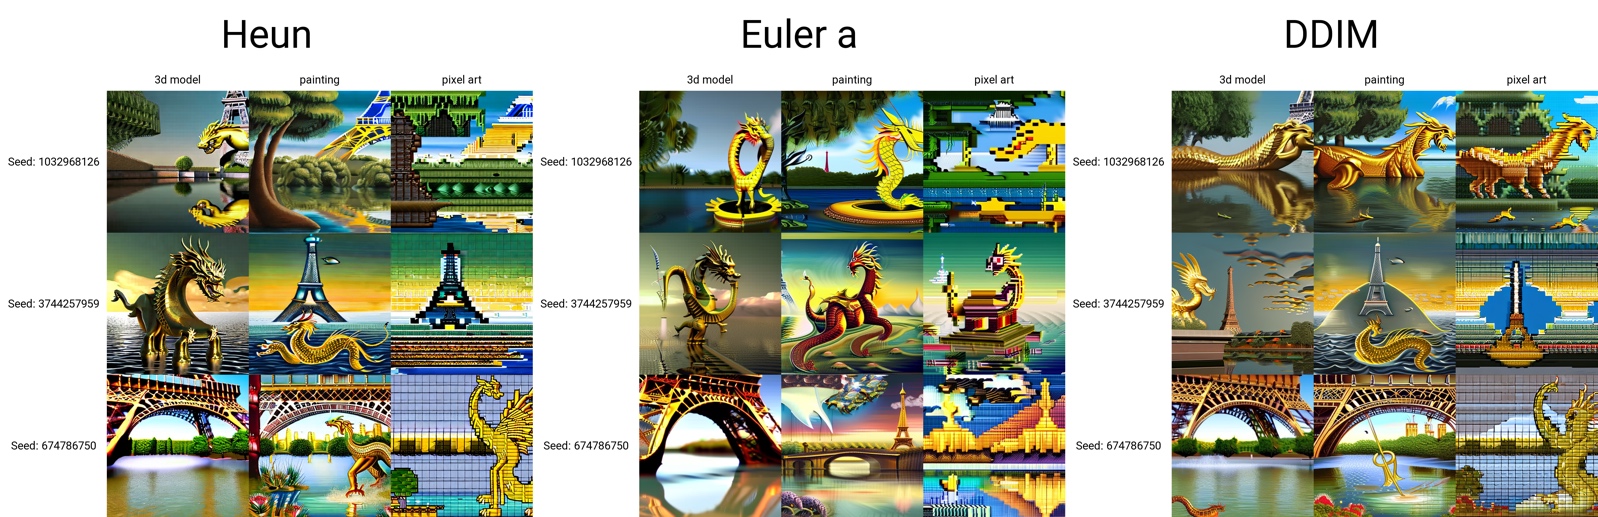 Heun
Euler a
DDIM
3d model painting pixel art
3d model painting pixel art
3d model painting pixel art
Seed: 1032968126
Seed: 1032968126
Seed: 1032968126
Seed: 3744257959
Seed: 3744257959
Seed: 3744257959
Seed: 674786750
Seed: 674786750
Seed: 674786750